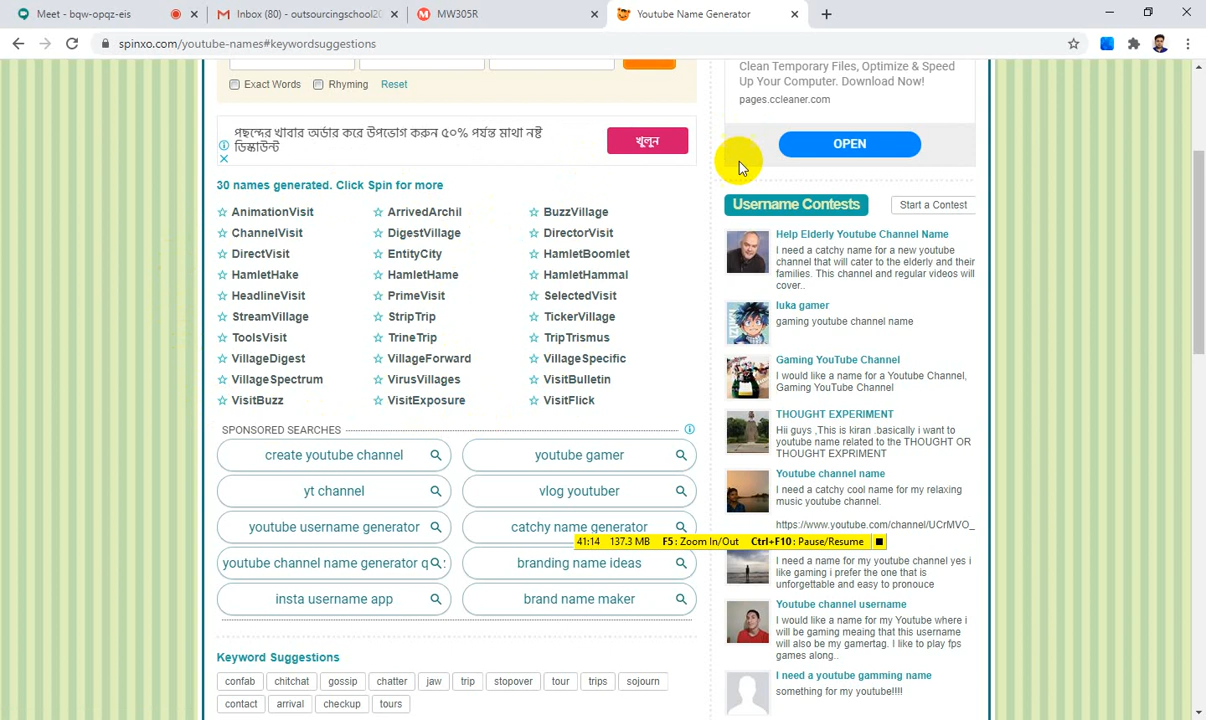 Meet - bqw-opqz-eis
Inbox (80) - outsourcingschool20
MW305R
Youtube Name Generator
spinxo.com/youtube-names#keywordsuggestions
Exact Words
Rhyming
Reset
Clean Temporary Files, Optimize & Speed
Up Your Computer. Download Now!
pages.ccleaner.com
OPEN
পছন্দের খাবার অর্ডার করে উপভোগ করুন ৫০% পর্যন্ত মাথা নষ্ট
ডিস্কাউন্ট
খুলুন
30 names generated. Click Spin for more
AnimationVisit ArrivedArchil BuzzVillage
ChannelVisit DigestVillage DirectorVisit
DirectVisit EntityCity HamletBoomlet
HamletHake HamletHame HamletHammal
HeadlineVisit PrimeVisit SelectedVisit
StreamVillage StripTrip TickerVillage
ToolsVisit TrineTrip TripTrismus
VillageDigest VillageForward VillageSpecific
VillageSpectrum VirusVillages VisitBulletin
VisitBuzz VisitExposure VisitFlick
SPONSORED SEARCHES
create youtube channel youtube gamer
yt channel vlog youtuber
youtube username generator catchy name generator
youtube channel name generator q branding name ideas
insta username app brand name maker
41:14 137.3 MB F5: Zoom In/Out Ctrl+F10: Pause/Resume
Keyword Suggestions
confab chitchat gossip chatter jaw trip stopover tour trips sojourn
contact arrival checkup tours
Username Contests
Start a Contest
Help Elderly Youtube Channel Name
I need a catchy name for a new youtube
channel that will cater to the elderly and their
families. This channel and regular videos will
cover..
luka gamer
gaming youtube channel name
Gaming YouTube Channel
I would like a name for a Youtube Channel,
Gaming YouTube Channel
THOUGHT EXPERIMENT
Hii guys ,This is kiran .basically i want to
youtube name related to the THOUGHT OR
THOUGHT EXPRIMENT
Youtube channel name
I need a catchy cool name for my relaxing
music youtube channel.
https://www.youtube.com/channel/UCrMVO_
I need a name for my youtube channel yes i
like gaming i prefer the one that is
unforgettable and easy to pronouce
Youtube channel username
I would like a name for my Youtube where i
will be gaming meaing that this username
will also be my gamertag. I like to play fps
games along..
I need a youtube gamming name
something for my youtube!!!!